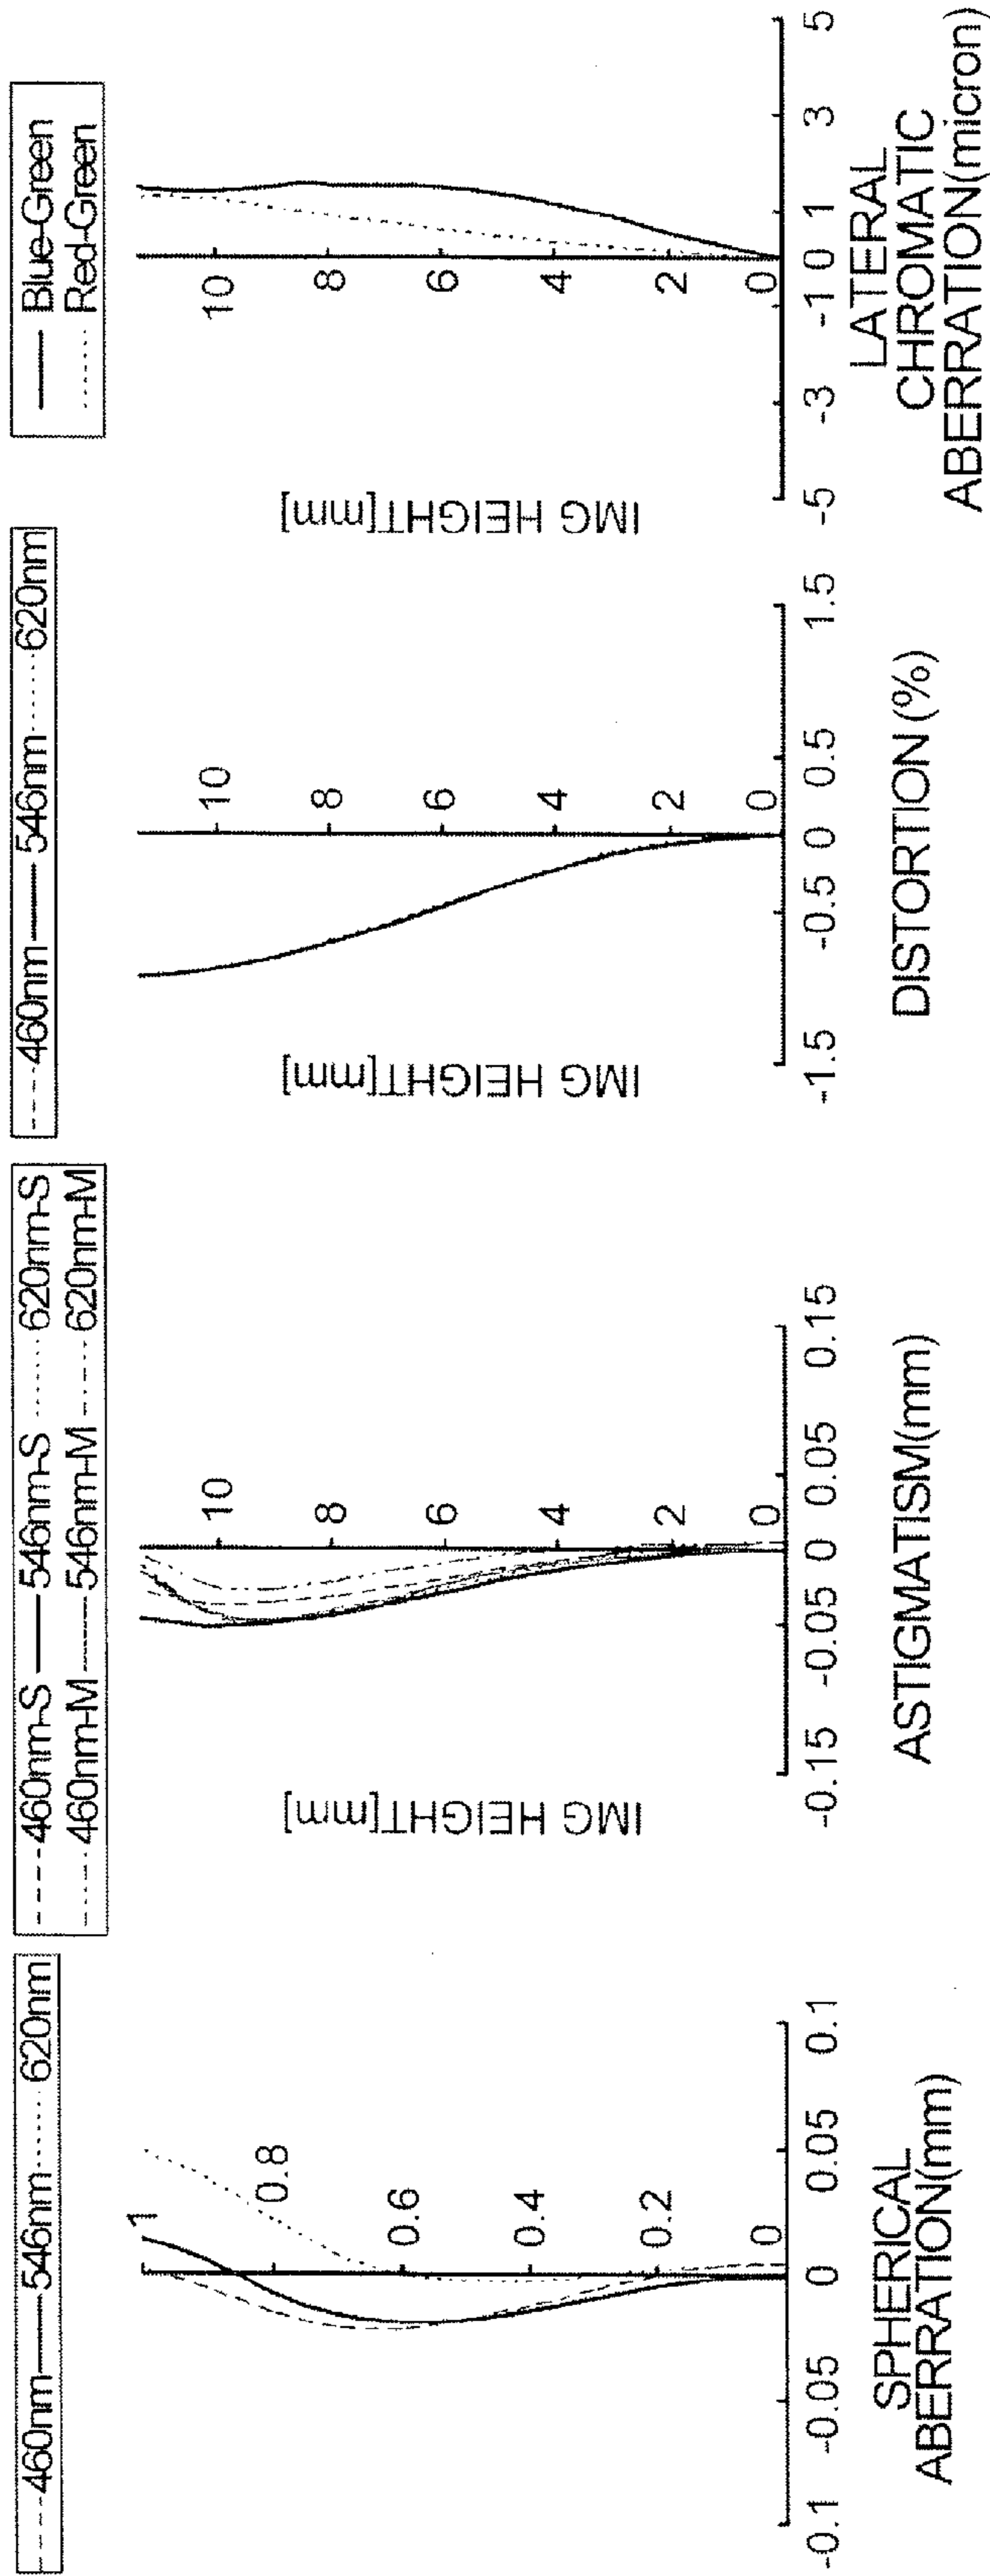 ---460nm——546nm······620nm
1
0.8
0.6
0.4
0.2
0
-0.1 -0.05 0 0.05 0.1
SPHERICAL
ABERRATION(mm)
---460nm-S ——546nm-S ······620nm-S
-··-460nm-M -----546nm-M -·-·-620nm-M
IMG HEIGHT[mm]
10
8
6
4
2
0
-0.15 -0.05 0 0.05 0.15
ASTIGMATISM(mm)
---460nm——546nm······620nm
IMG HEIGHT[mm]
10
8
6
4
2
0
-1.5 -0.5 0 0.5 1.5
DISTORTION (%)
—— Blue-Green
······ Red-Green
IMG HEIGHT[mm]
10
8
6
4
2
0
-5 -3 -1 0 1 3 5
LATERAL
CHROMATIC
ABERRATION(micron)